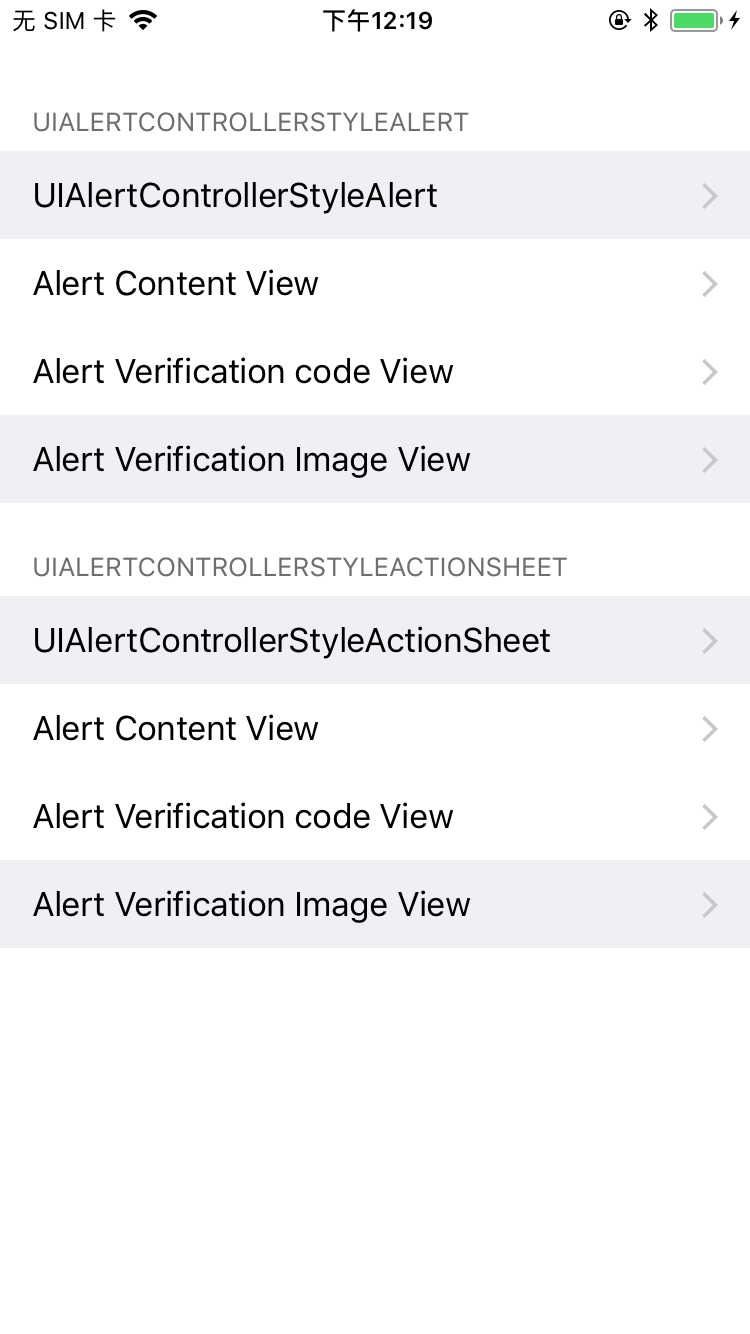 无 SIM 卡 下午12:19
UIALERTCONTROLLERSTYLEALERT
UIAlertControllerStyleAlert
Alert Content View
Alert Verification code View
Alert Verification Image View
UIALERTCONTROLLERSTYLEACTIONSHEET
UIAlertControllerStyleActionSheet
Alert Content View
Alert Verification code View
Alert Verification Image View